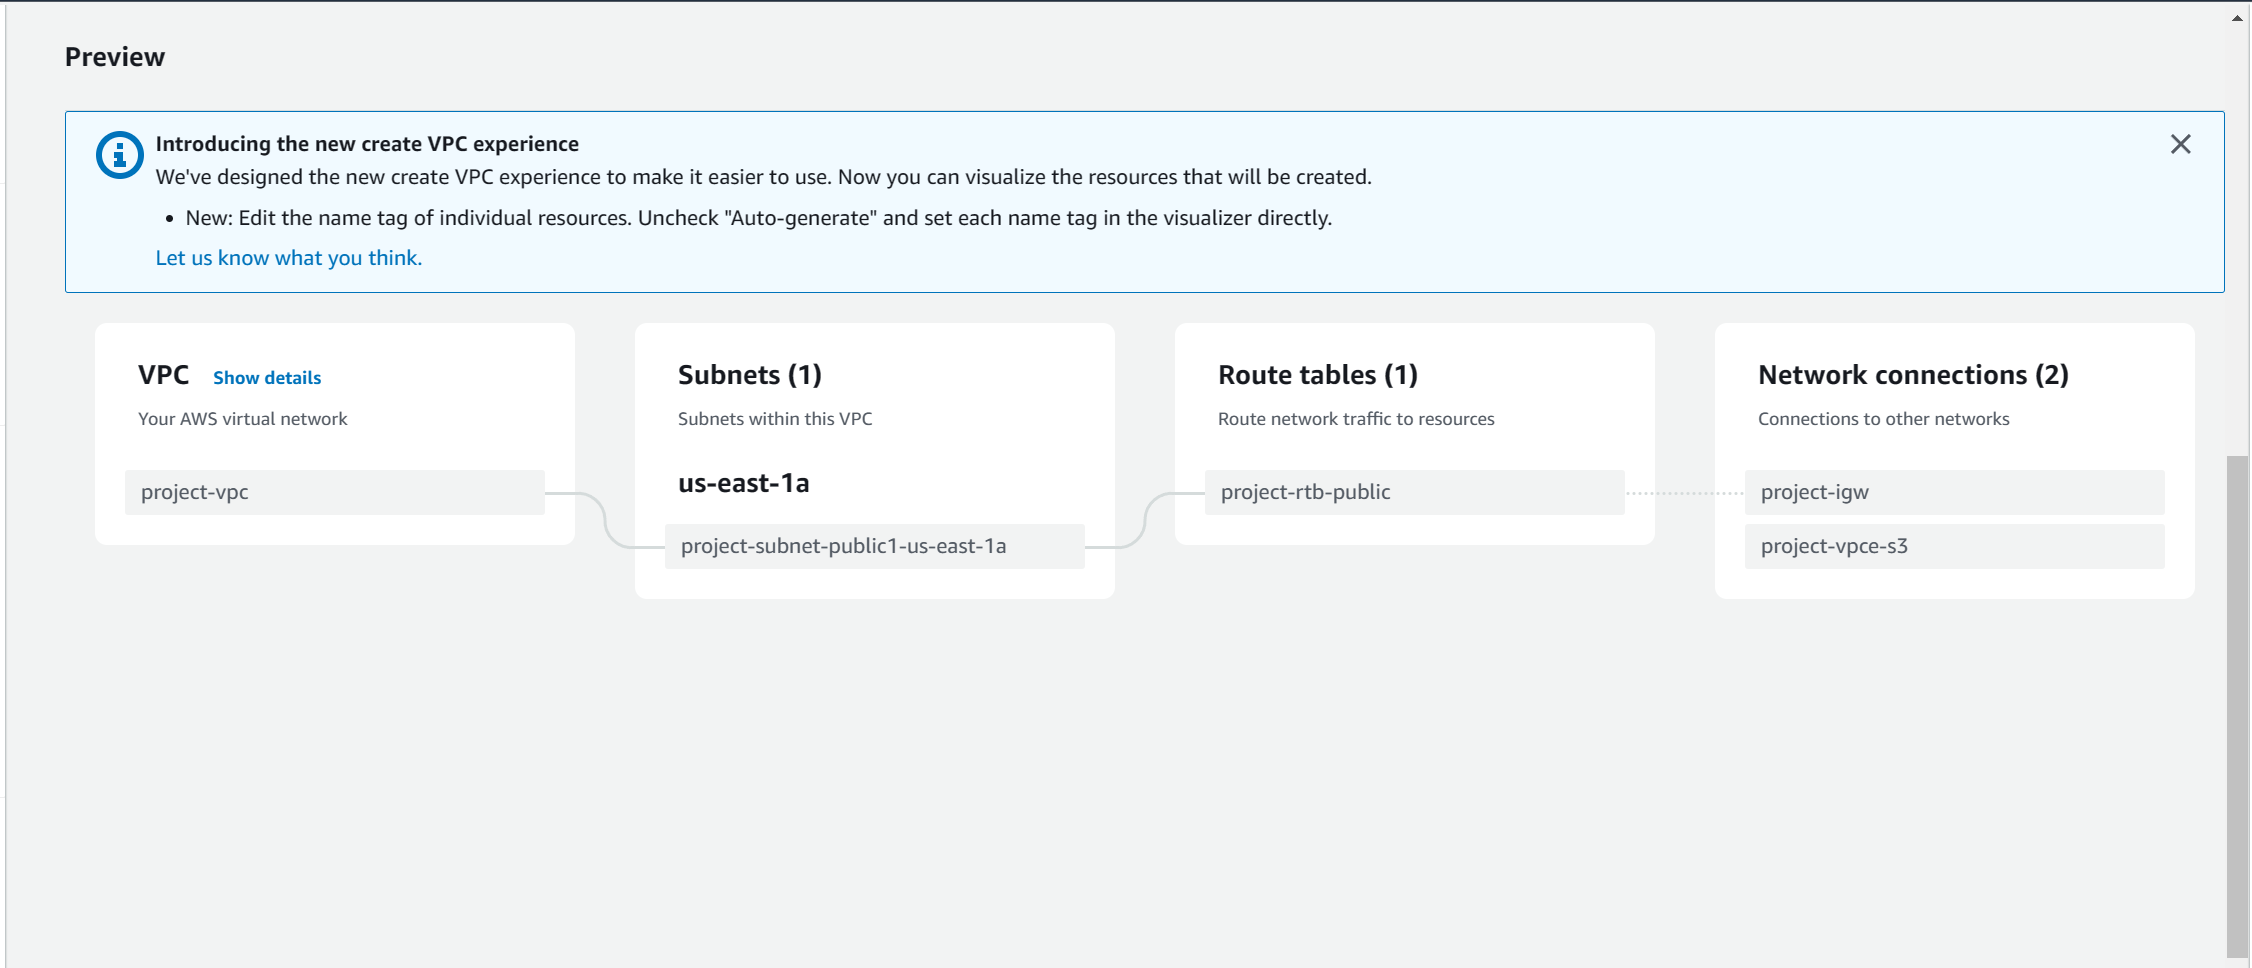 Preview
Introducing the new create VPC experience
We've designed the new create VPC experience to make it easier to use. Now you can visualize the resources that will be created.
• New: Edit the name tag of individual resources. Uncheck "Auto-generate" and set each name tag in the visualizer directly.
Let us know what you think.
VPC Show details
Your AWS virtual network
project-vpc
Subnets (1)
Subnets within this VPC
us-east-1a
project-subnet-public1-us-east-1a
Route tables (1)
Route network traffic to resources
project-rtb-public
Network connections (2)
Connections to other networks
project-igw
project-vpce-s3